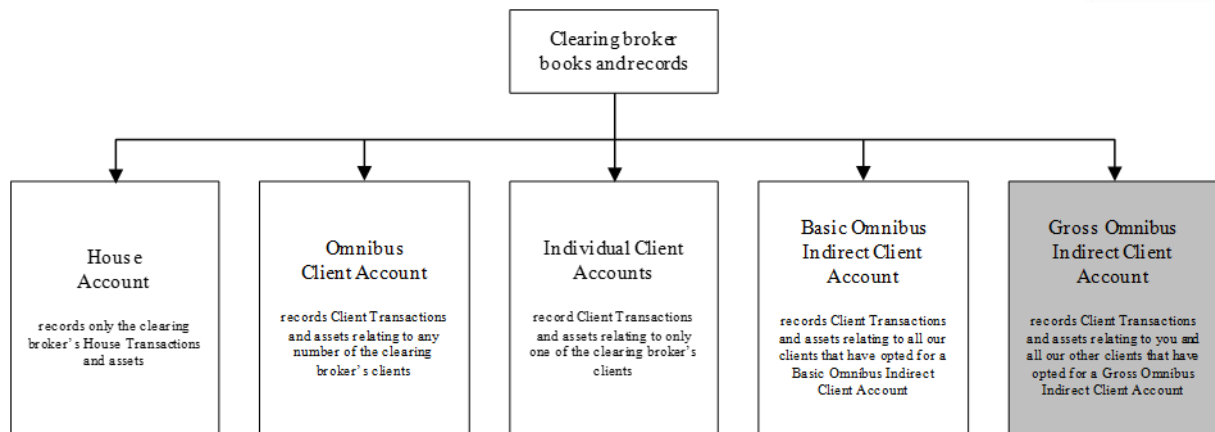 Clearing broker
books and records
House
Account
records only the clearing
broker's House Transactions
and assets
Omnibus
Client Account
records Client Transactions
and assets relating to any
number of the clearing
broker's clients
Individual Client
Accounts
record Client Transactions
and assets relating to only
one of the clearing broker's
clients
Basic Omnibus
Indirect Client
Account
records Client Transactions
and assets relating to all our
clients that have opted for a
Basic Omnibus Indirect
Client Account
Gross Omnibus
Indirect Client
Account
records Client Transactions
and assets relating to you and
all our other clients that have
opted for a Gross Omnibus
Indirect Client Account